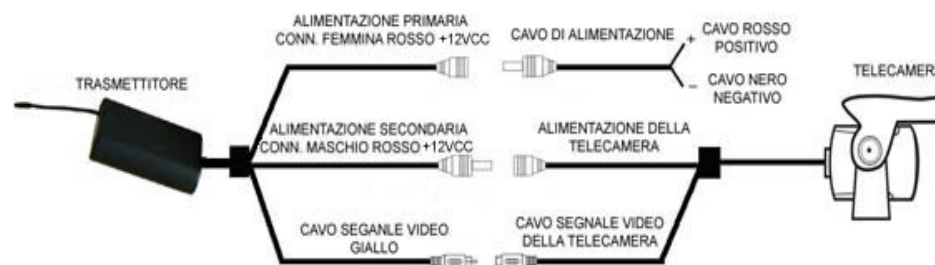 ALIMENTAZIONE PRIMARIA
CONN. FEMMINA ROSSO +12VCC
CAVO DI ALIMENTAZIONE
+ CAVO ROSSO
POSITIVO
– CAVO NERO
NEGATIVO
TRASMETTITORE
TELECAMERA
ALIMENTAZIONE SECONDARIA
CONN. MASCHIO ROSSO +12VCC
ALIMENTAZIONE DELLA
TELECAMERA
CAVO SEGANLE VIDEO
GIALLO
CAVO SEGNALE VIDEO
DELLA TELECAMERA